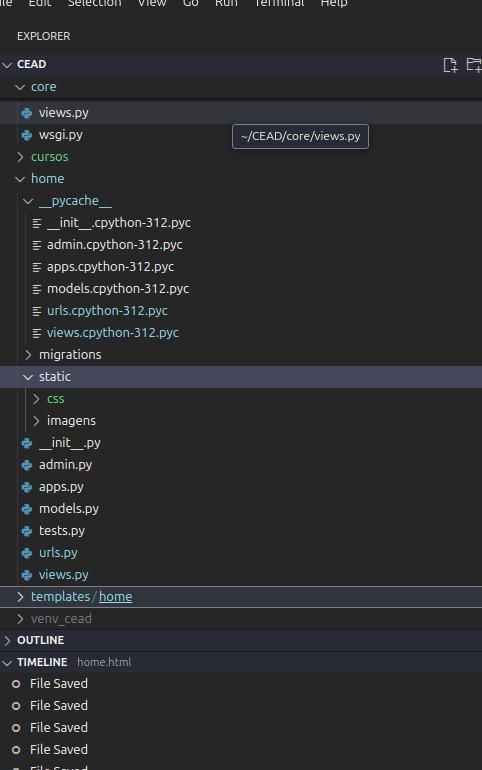 File Edit Selection View Go Run Terminal Help
EXPLORER
CEAD
core
views.py
~/CEAD/core/views.py
wsgi.py
cursos
home
__pycache__
__init__.cpython-312.pyc
admin.cpython-312.pyc
apps.cpython-312.pyc
models.cpython-312.pyc
urls.cpython-312.pyc
views.cpython-312.pyc
migrations
static
css
imagens
__init__.py
admin.py
apps.py
models.py
tests.py
urls.py
views.py
templates/home
venv_cead
OUTLINE
TIMELINE home.html
File Saved
File Saved
File Saved
File Saved
File Saved